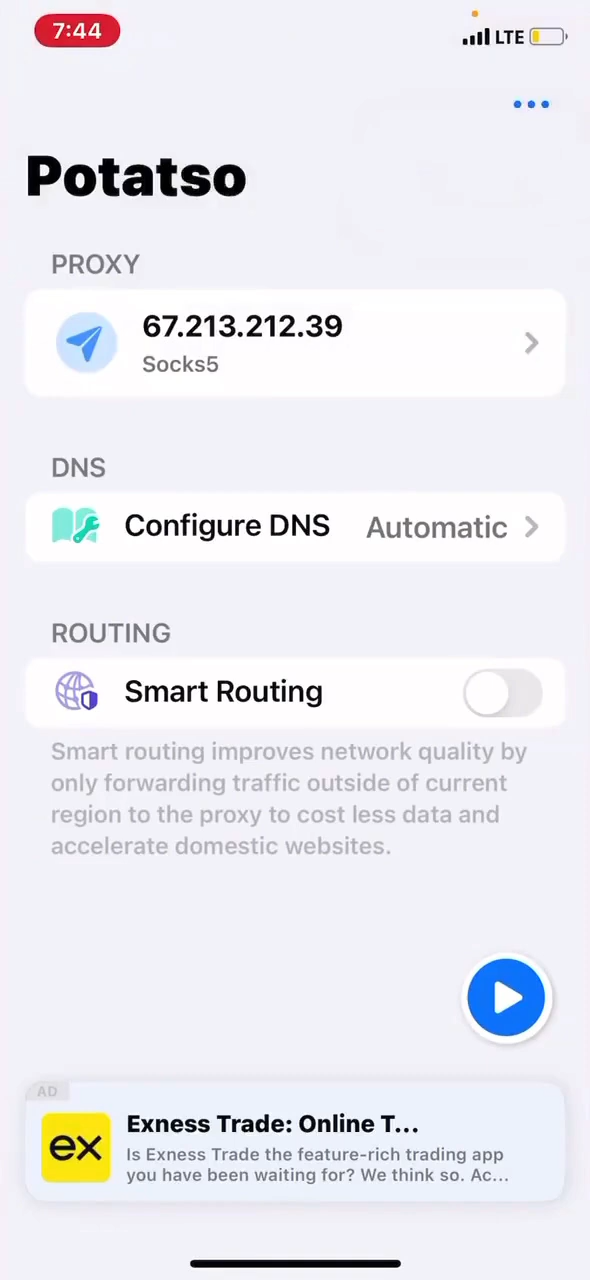 7:44
LTE
Potatso
PROXY
67.213.212.39
Socks5
DNS
Configure DNS
Automatic
ROUTING
Smart Routing
Smart routing improves network quality by
only forwarding traffic outside of current
region to the proxy to cost less data and
accelerate domestic websites.
AD
ex
Exness Trade: Online T...
Is Exness Trade the feature-rich trading app
you have been waiting for? We think so. Ac...